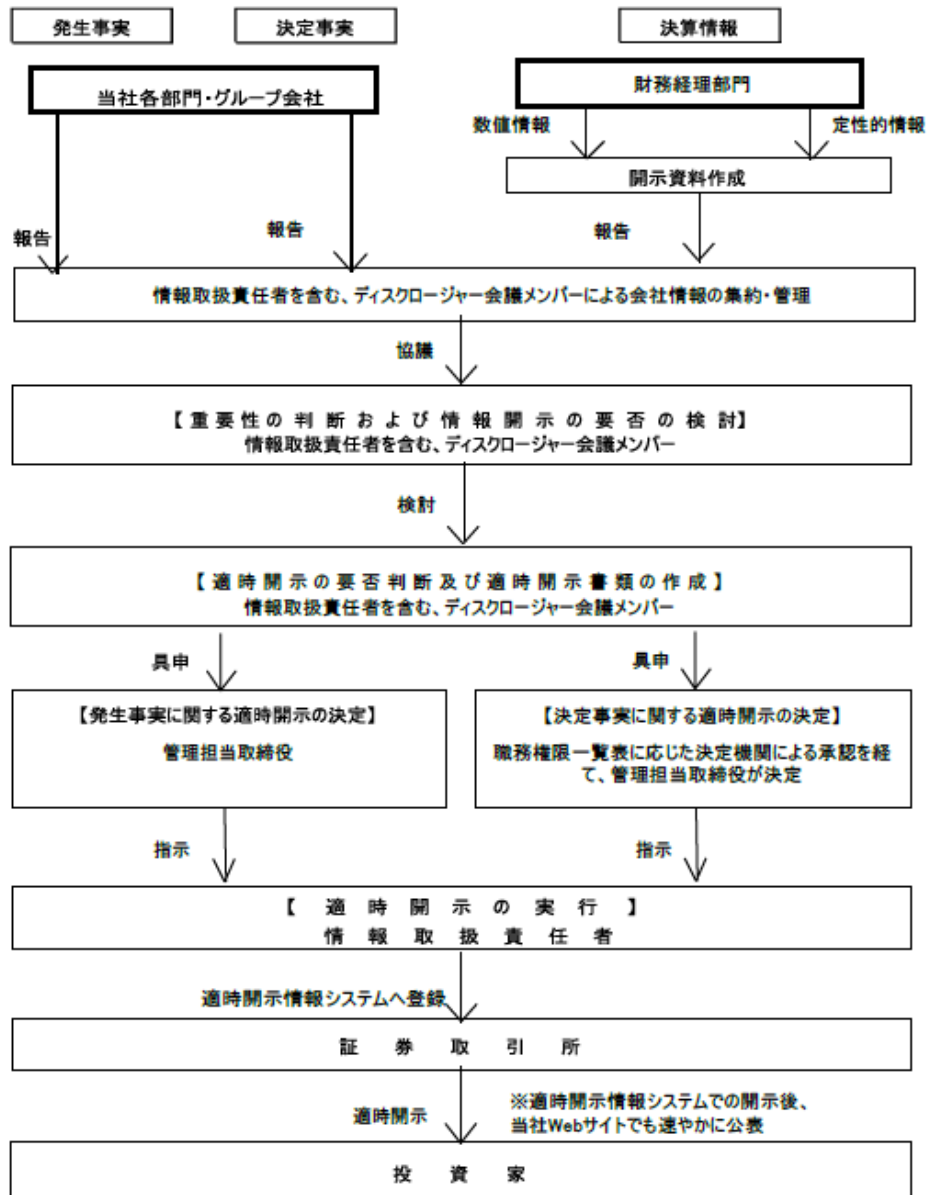 発生事実
決定事実
決算情報
当社各部門・グループ会社
財務経理部門
数値情報
定性的情報
開示資料作成
報告
報告
報告
情報取扱責任者を含む、ディスクロージャー会議メンバーによる会社情報の集約・管理
協議
【重要性の判断および情報開示の要否の検討】
情報取扱責任者を含む、ディスクロージャー会議メンバー
検討
【適時開示の要否判断及び適時開示書類の作成】
情報取扱責任者を含む、ディスクロージャー会議メンバー
具申
具申
【発生事実に関する適時開示の決定】
管理担当取締役
【決定事実に関する適時開示の決定】
職務権限一覧表に応じた決定機関による承認を経
て、管理担当取締役が決定
指示
指示
【適時開示の実行】
情報取扱責任者
適時開示情報システムへ登録
証券取引所
適時開示
※適時開示情報システムでの開示後、
当社Webサイトでも速やかに公表
投資家